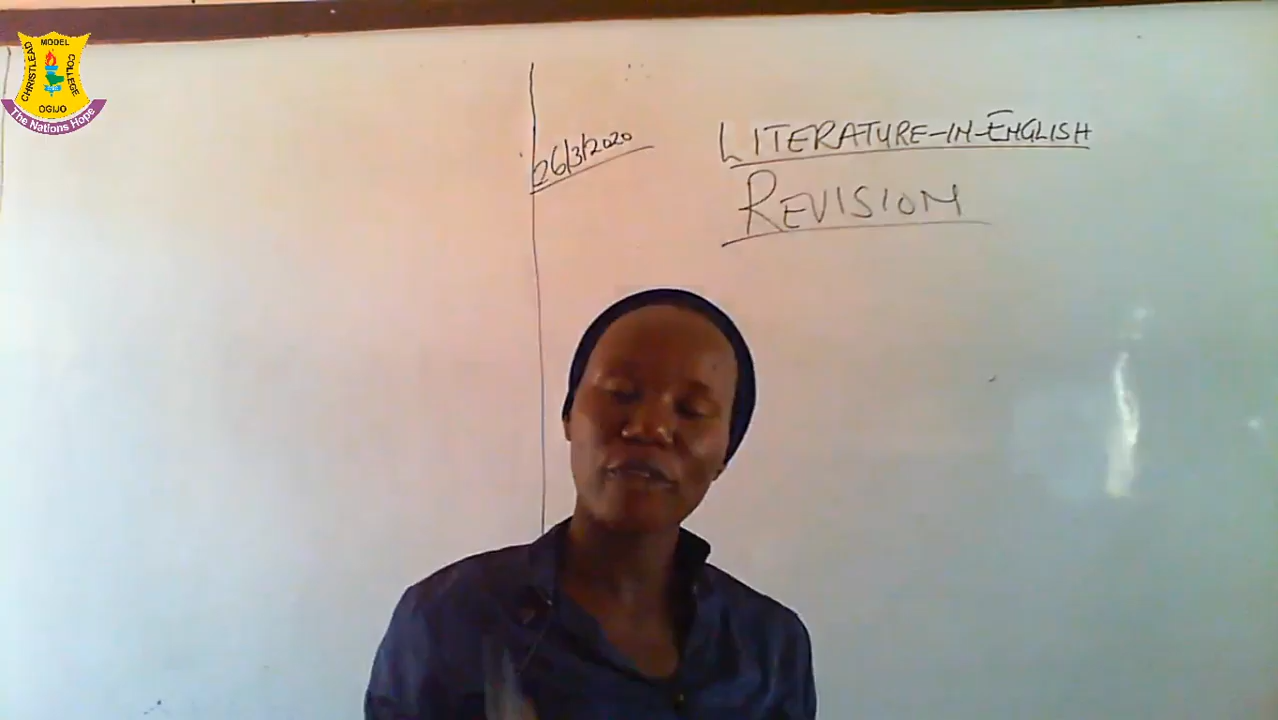 MODEL
CHRISTLEAD
COLLEGE
OGIJO
The Nations Hope
26/3/2020
LITERATURE-IN-ENGLISH
REVISION